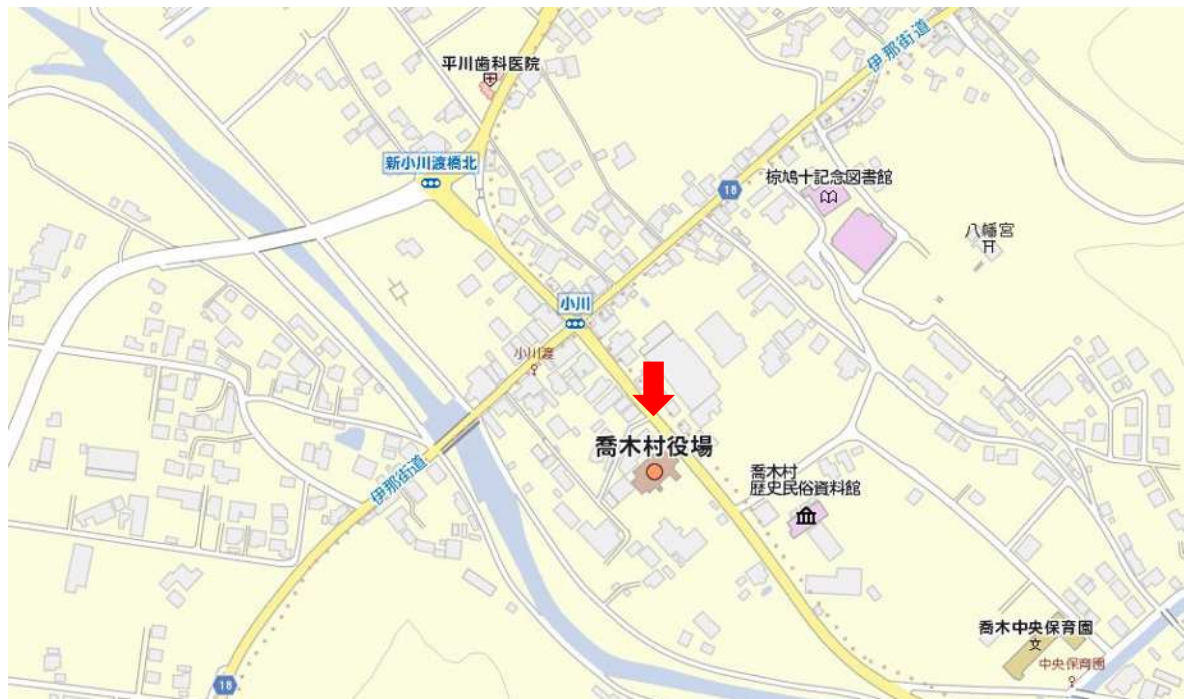 伊那街道
平川歯科医院
新小川渡橋北
18
椋鳩十記念図書館
八幡宮
小川
小川渡
喬木村役場
伊那街道
喬木村
歴史民俗資料館
喬木中央保育園
文
中央保育園
18